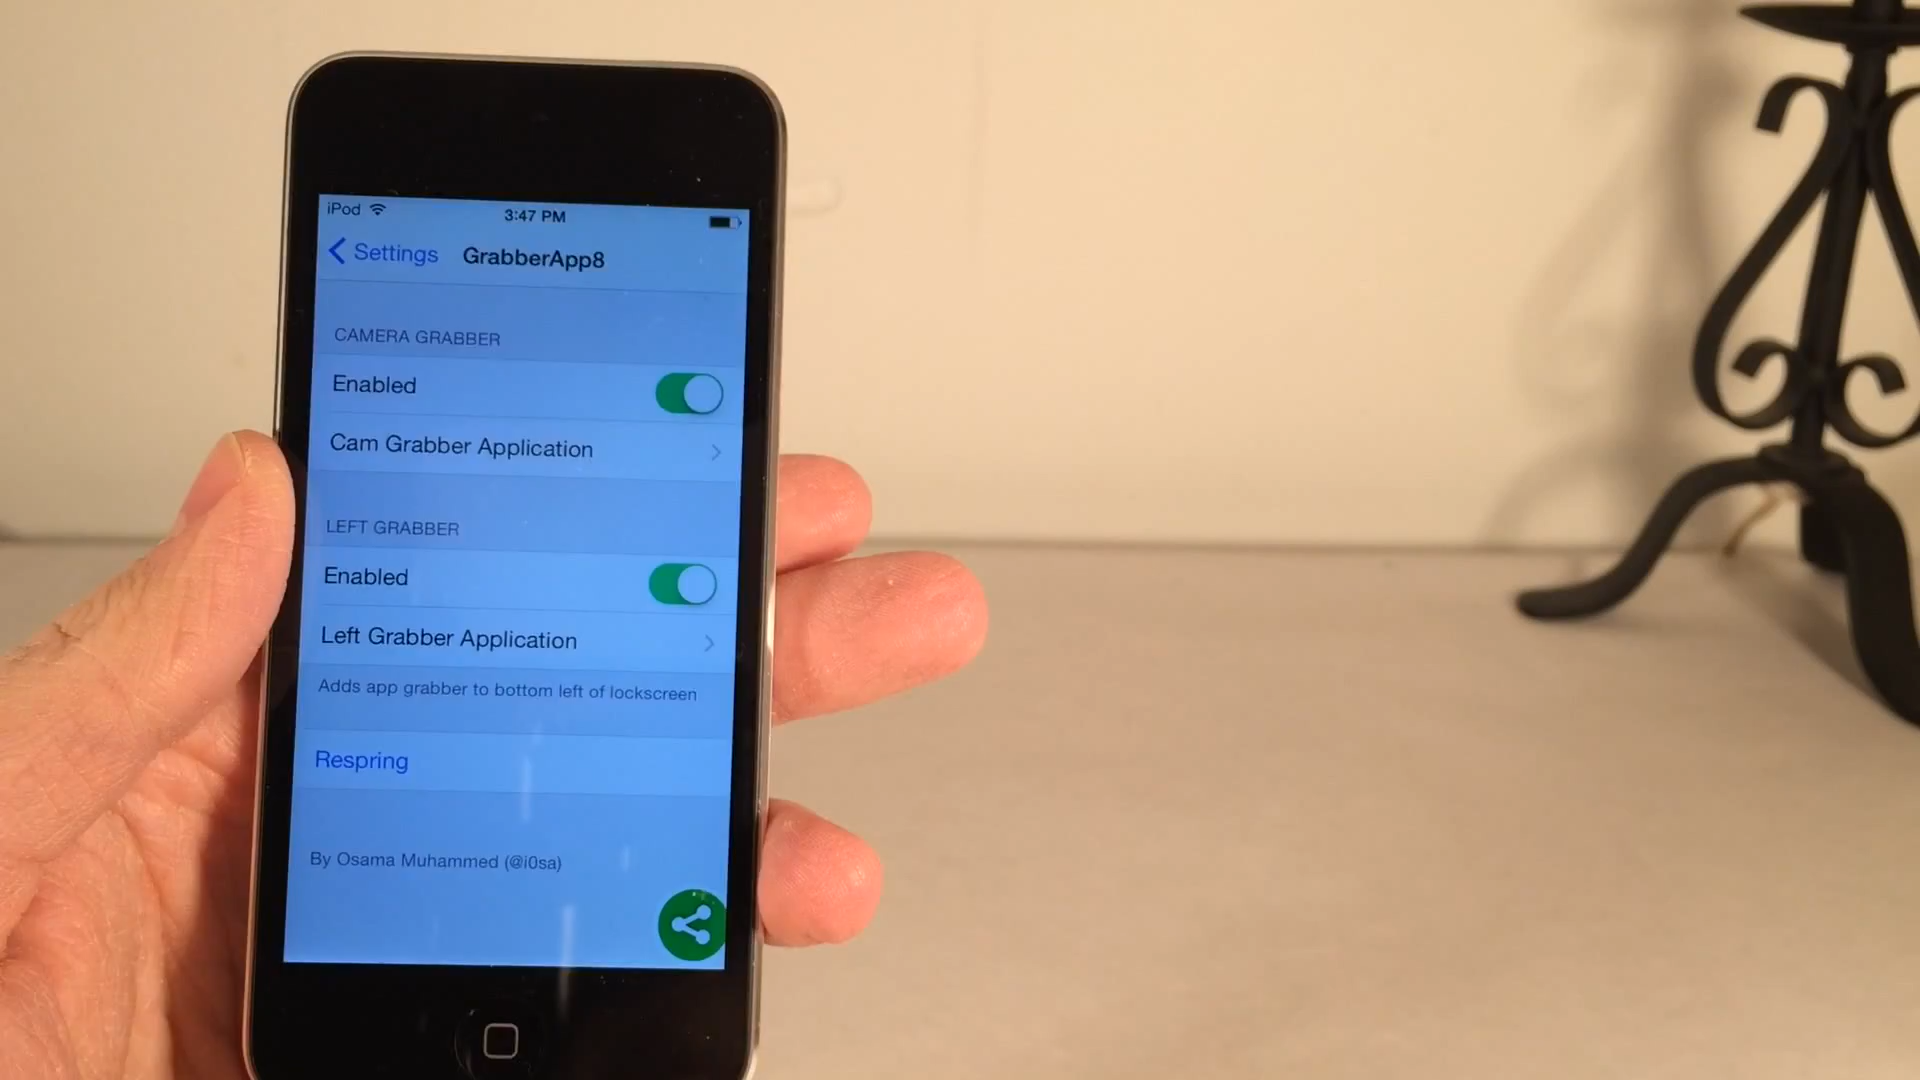 iPod 3:47 PM
Settings GrabberApp8
CAMERA GRABBER
Enabled
Cam Grabber Application
LEFT GRABBER
Enabled
Left Grabber Application
Adds app grabber to bottom left of lockscreen
Respring
By Osama Muhammed (@i0sa)